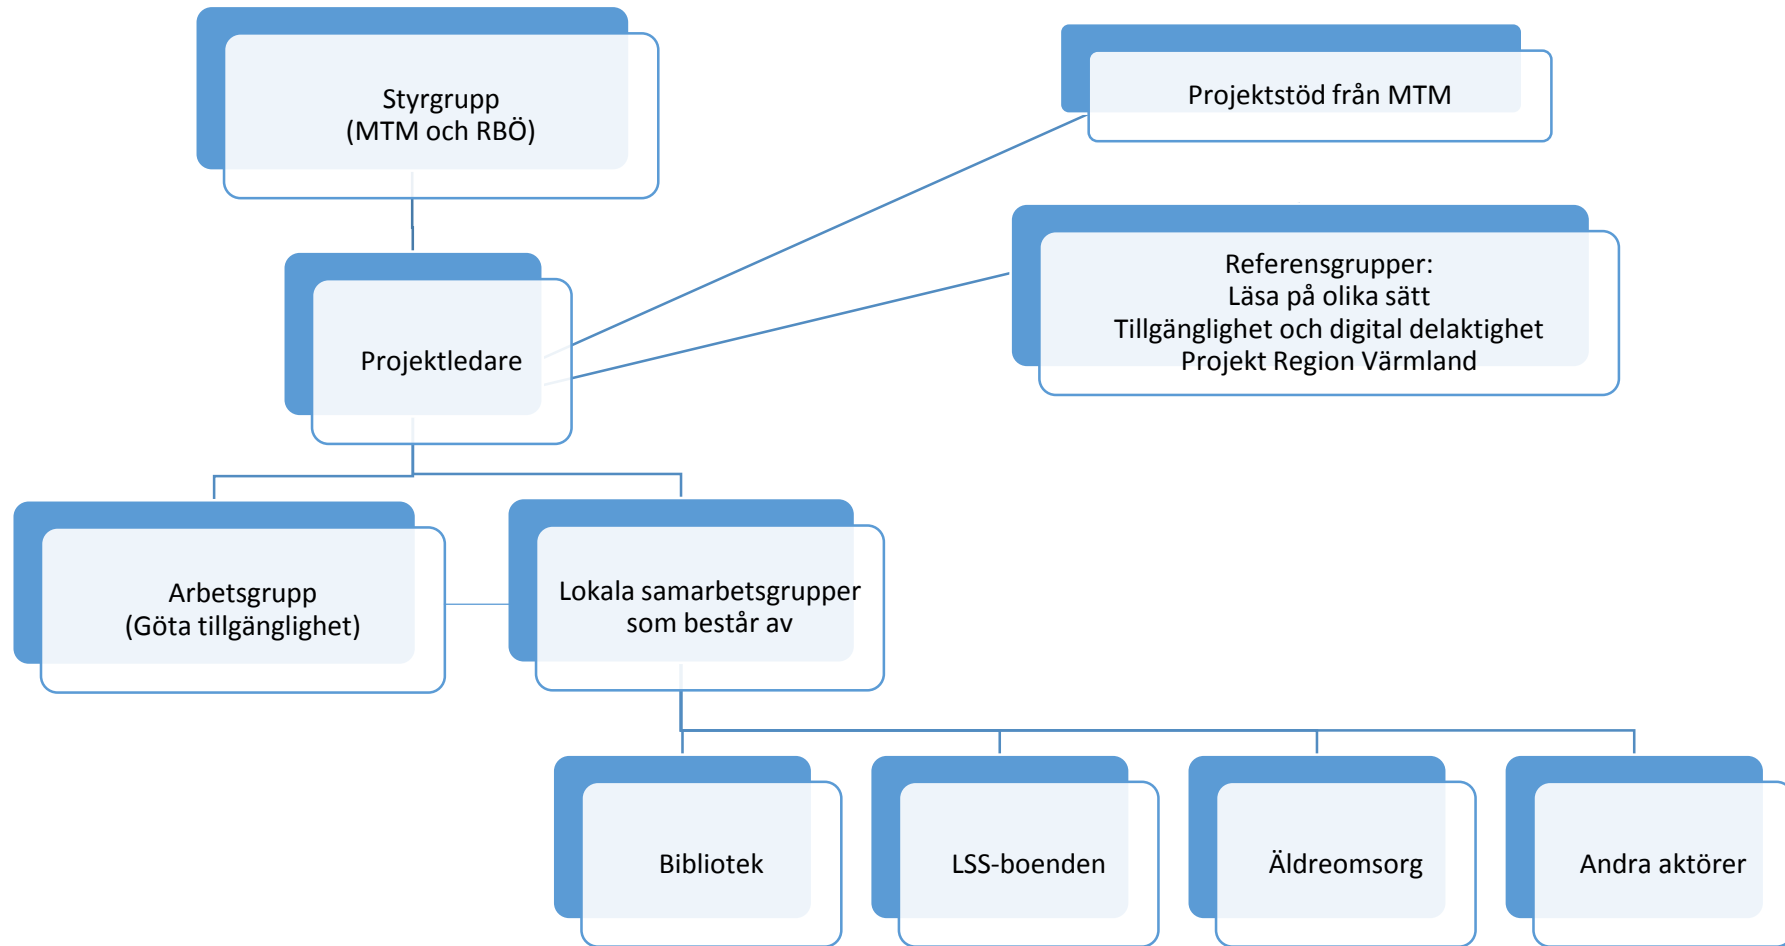 Styrgrupp
(MTM och RBÖ)
Projektstöd från MTM
Referensgrupper:
Läsa på olika sätt
Tillgänglighet och digital delaktighet
Projekt Region Värmland
Projektledare
Arbetsgrupp
(Göta tillgänglighet)
Lokala samarbetsgrupper
som består av
Bibliotek
LSS-boenden
Äldreomsorg
Andra aktörer